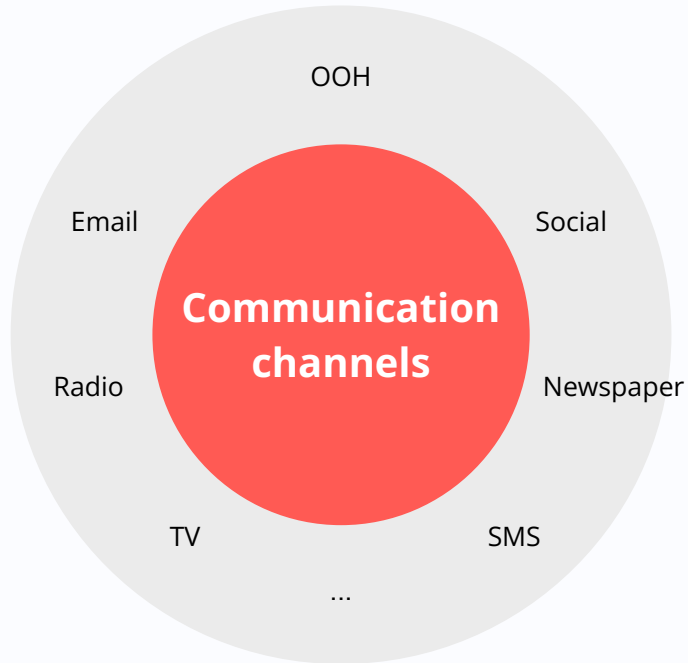 OOH
Email
Social
Communication
channels
Radio
Newspaper
TV
SMS
...